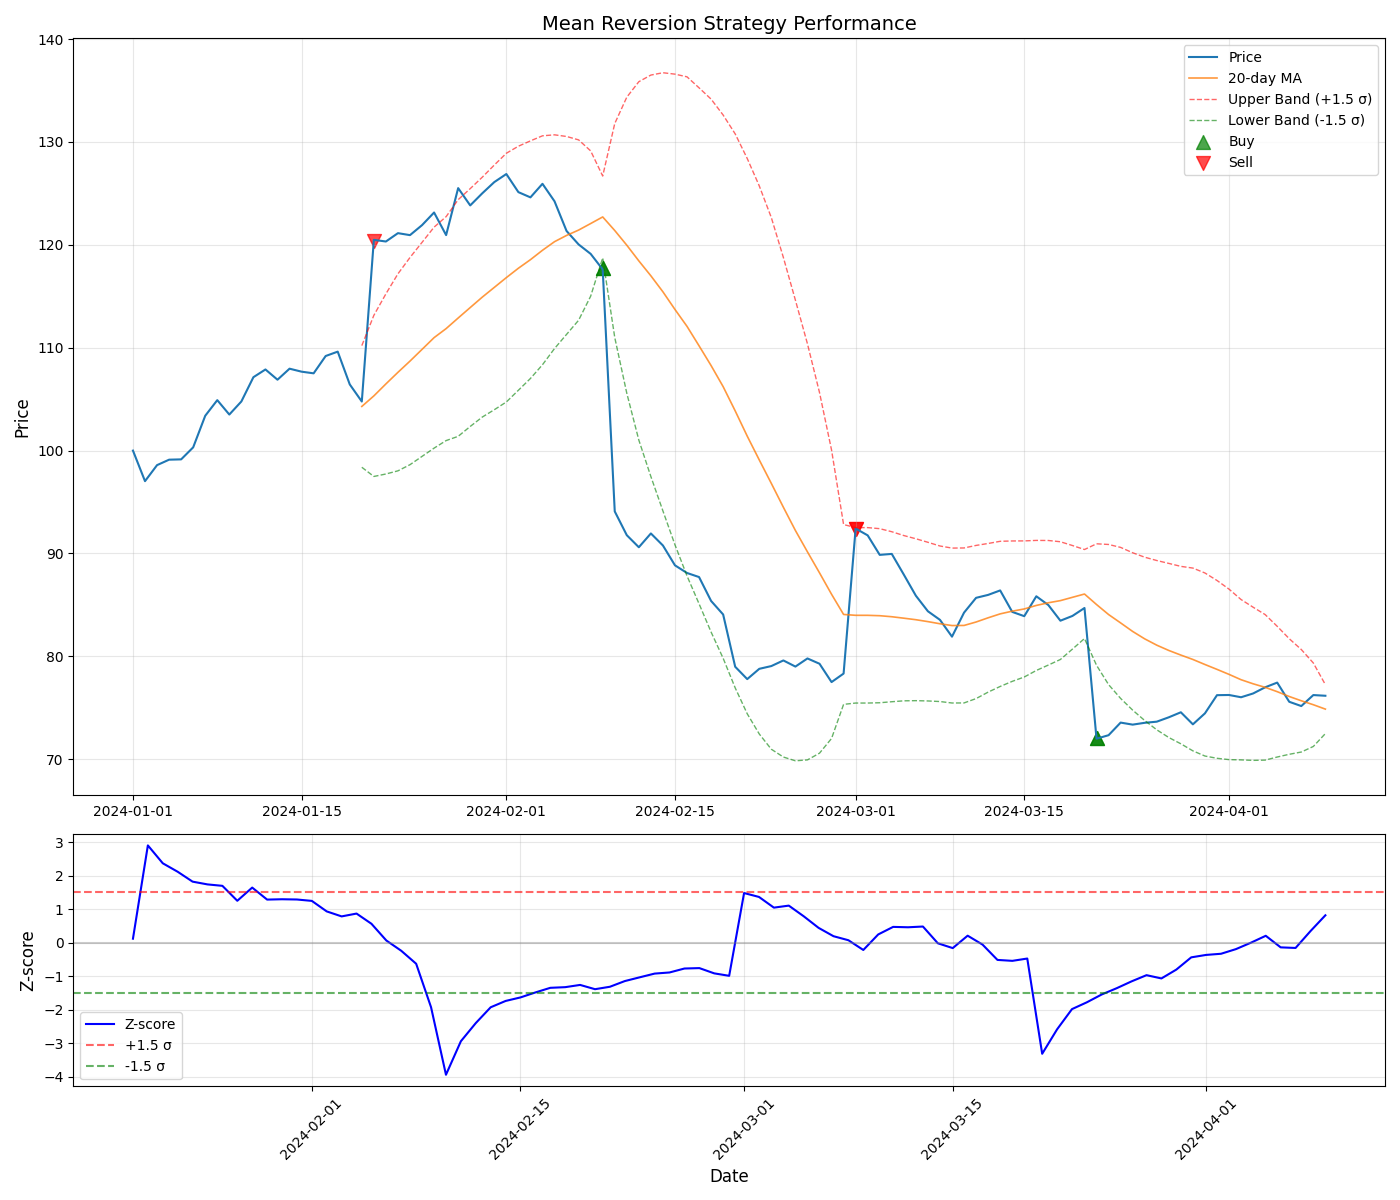 Mean Reversion Strategy Performance
140
130
120
110
100
90
80
70
Price
Price
20-day MA
Upper Band (+1.5 σ)
Lower Band (-1.5 σ)
Buy
Sell
2024-01-01
2024-01-15
2024-02-01
2024-02-15
2024-03-01
2024-03-15
2024-04-01
3
2
1
0
−1
−2
−3
−4
Z-score
Z-score
+1.5 σ
-1.5 σ
2024-02-01
2024-02-15
2024-03-01
2024-03-15
2024-04-01
Date